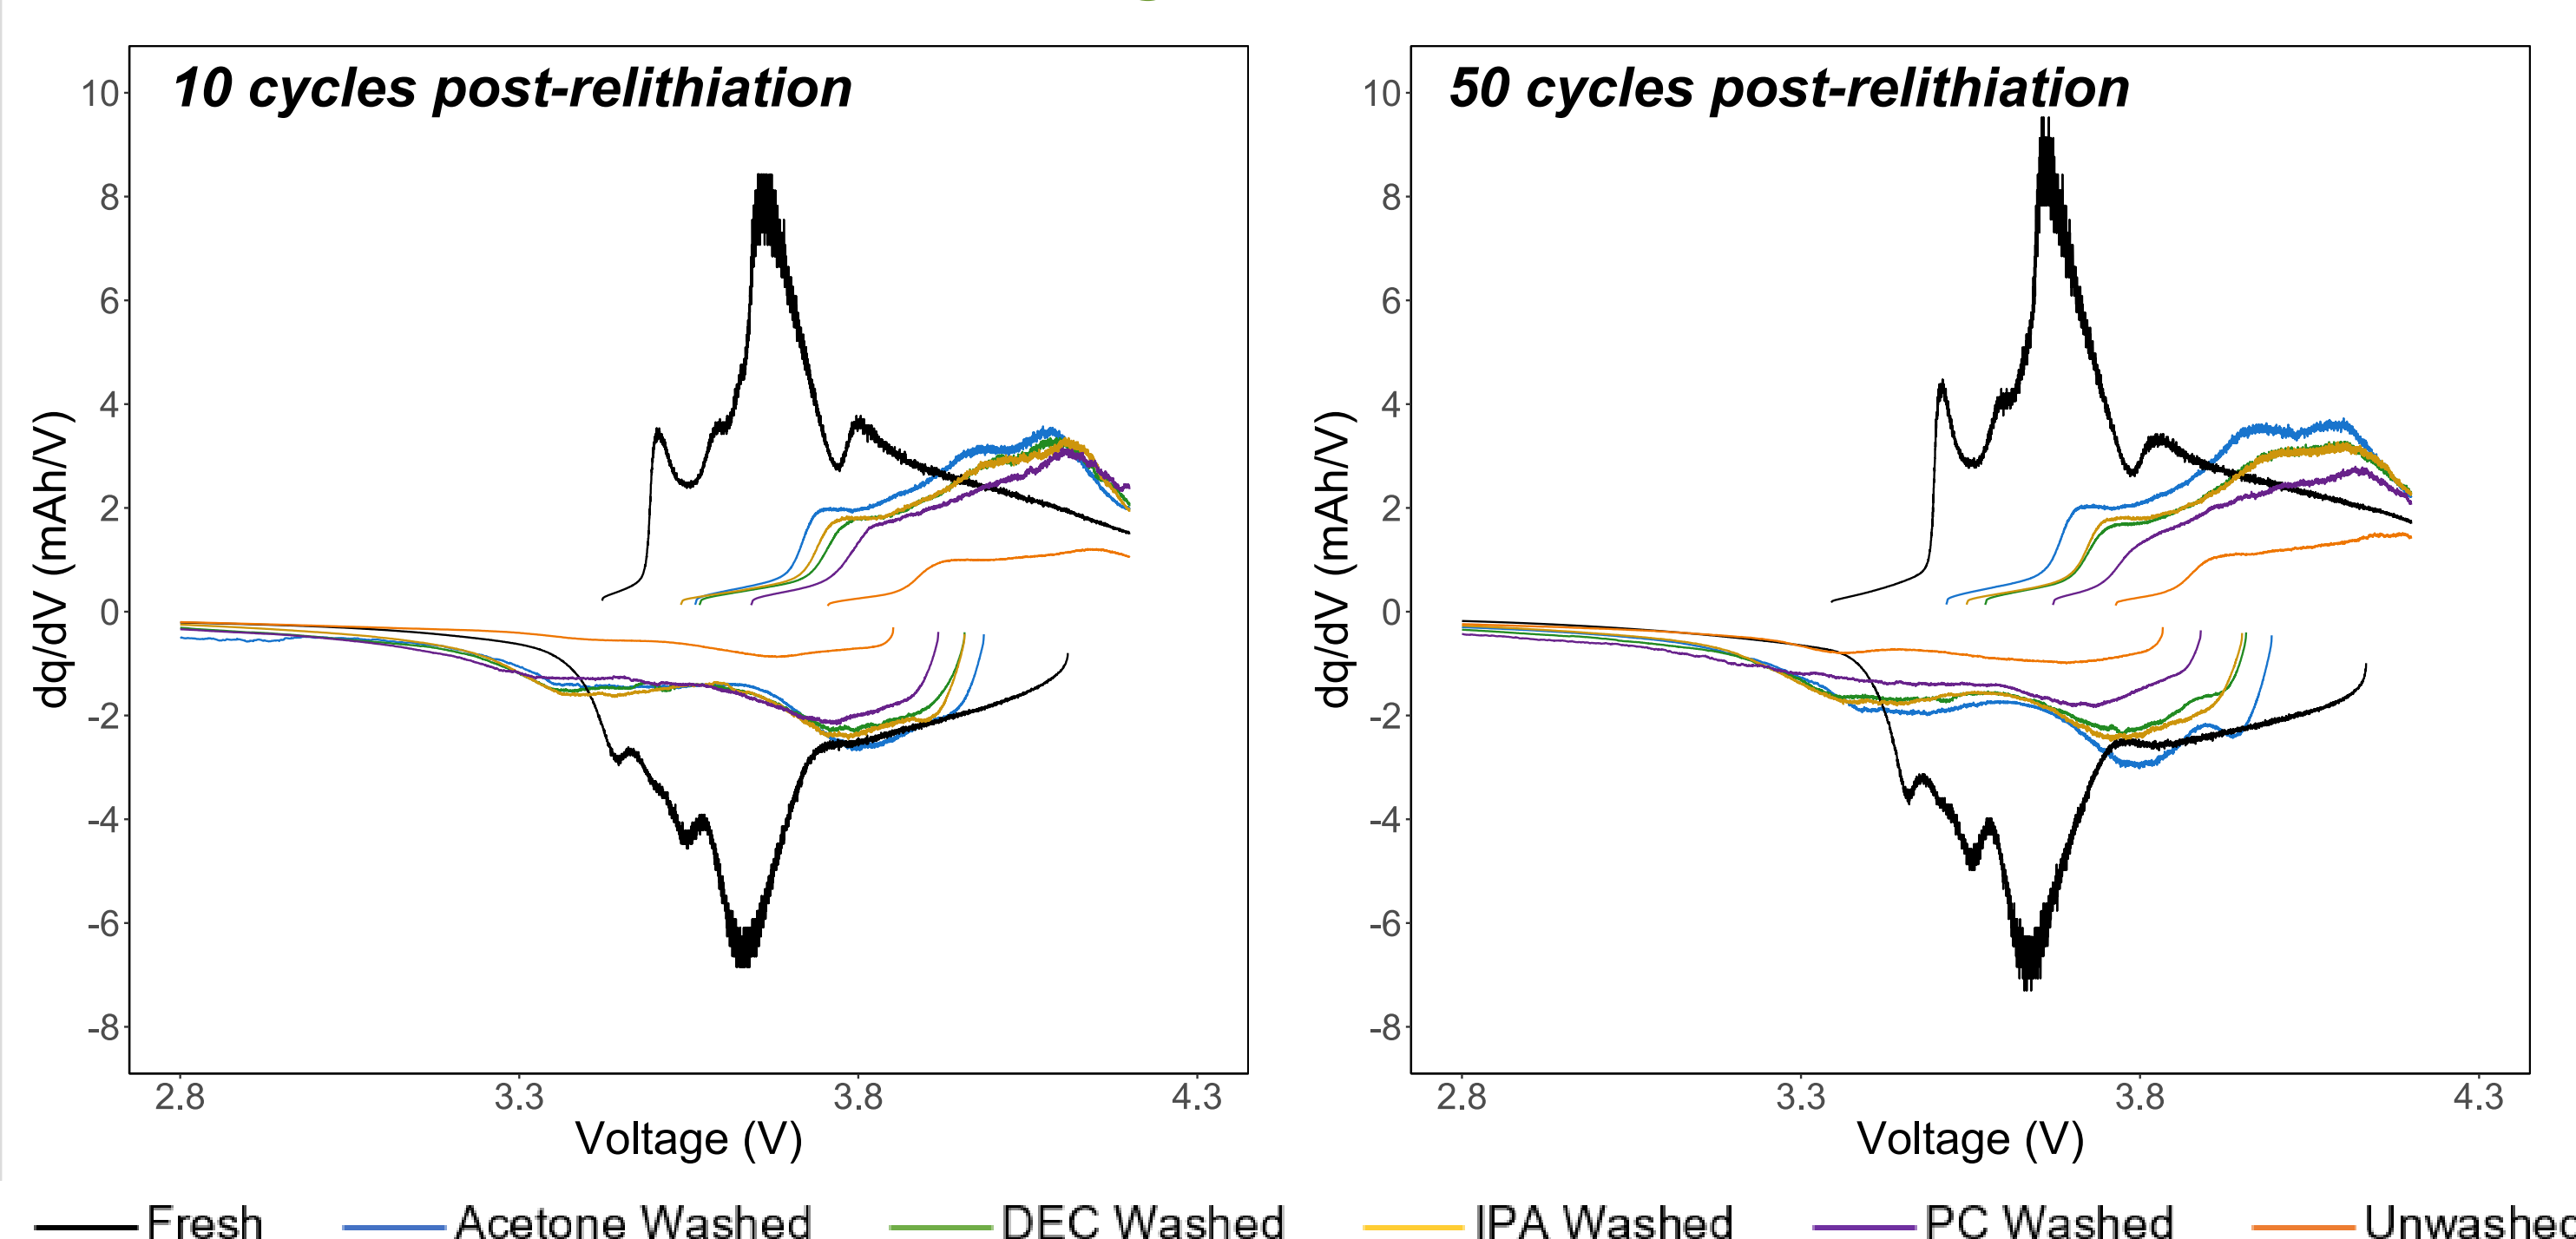 10 cycles post-relithiation
50 cycles post-relithiation
dq/dV (mAh/V)
10
8
6
4
2
0
-2
-4
-6
-8
2.8 3.3 3.8 4.3
Voltage (V)
dq/dV (mAh/V)
10
8
6
4
2
0
-2
-4
-6
-8
2.8 3.3 3.8 4.3
Voltage (V)
Fresh Acetone Washed DEC Washed IPA Washed PC Washed Unwashed